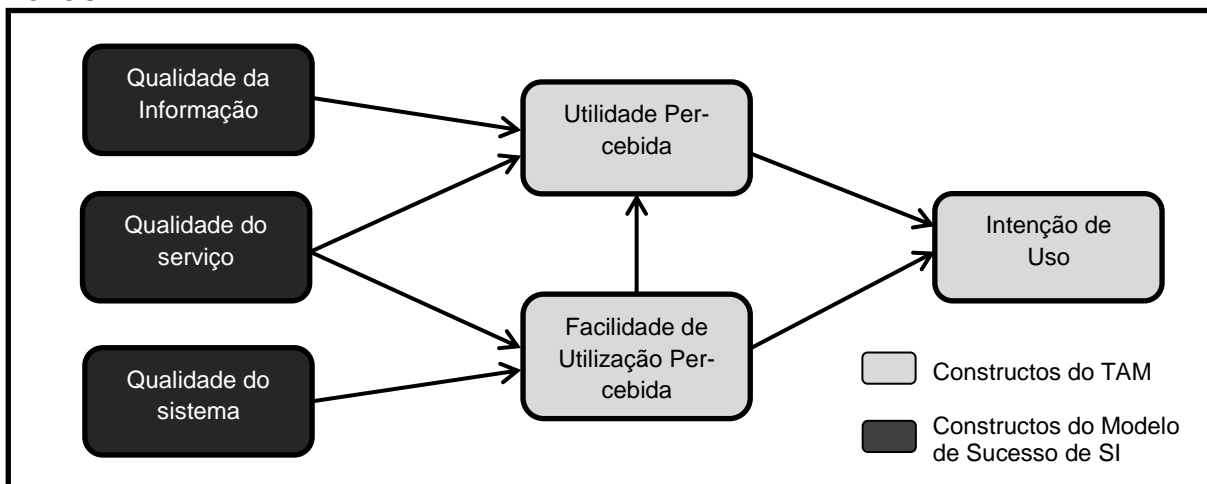 Qualidade da
Informação
Utilidade Per-
cebida
Qualidade do
serviço
Intenção de
Uso
Facilidade de
Utilização Per-
cebida
Qualidade do
sistema
Constructos do TAM
Constructos do Modelo
de Sucesso de SI